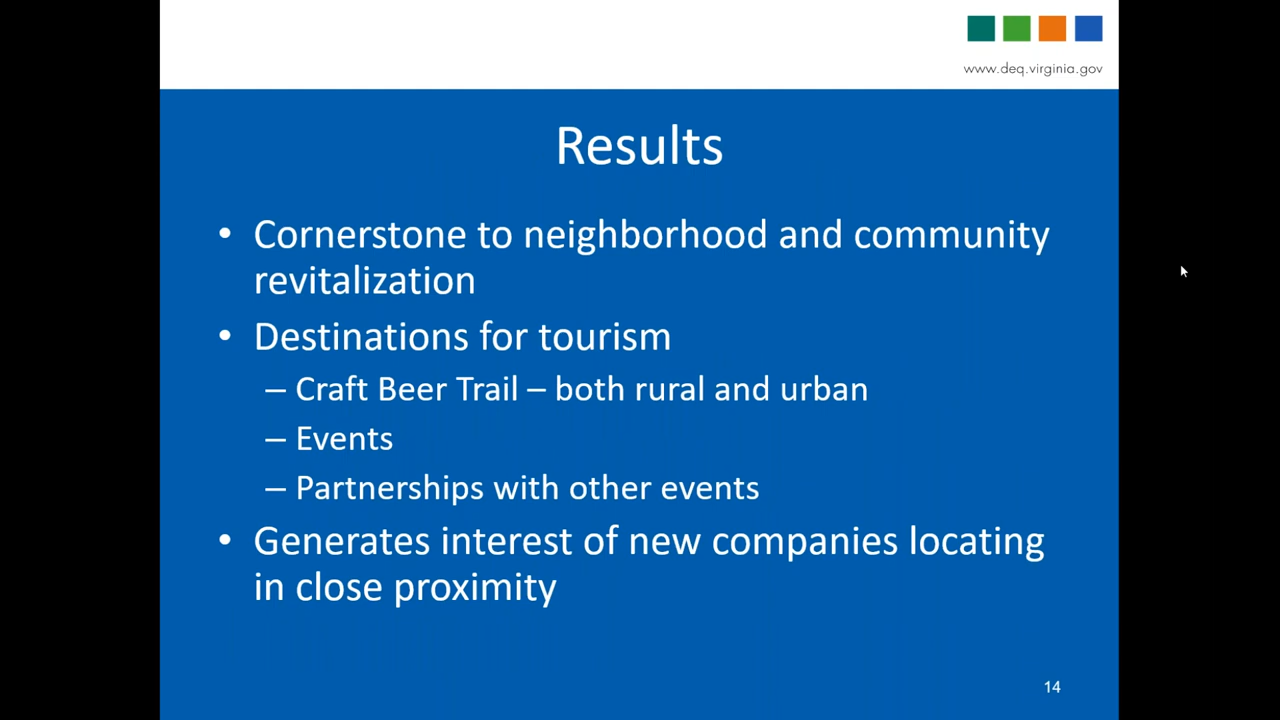 www.deq.virginia.gov
Results
• Cornerstone to neighborhood and community
revitalization
• Destinations for tourism
– Craft Beer Trail – both rural and urban
– Events
– Partnerships with other events
• Generates interest of new companies locating
in close proximity
14